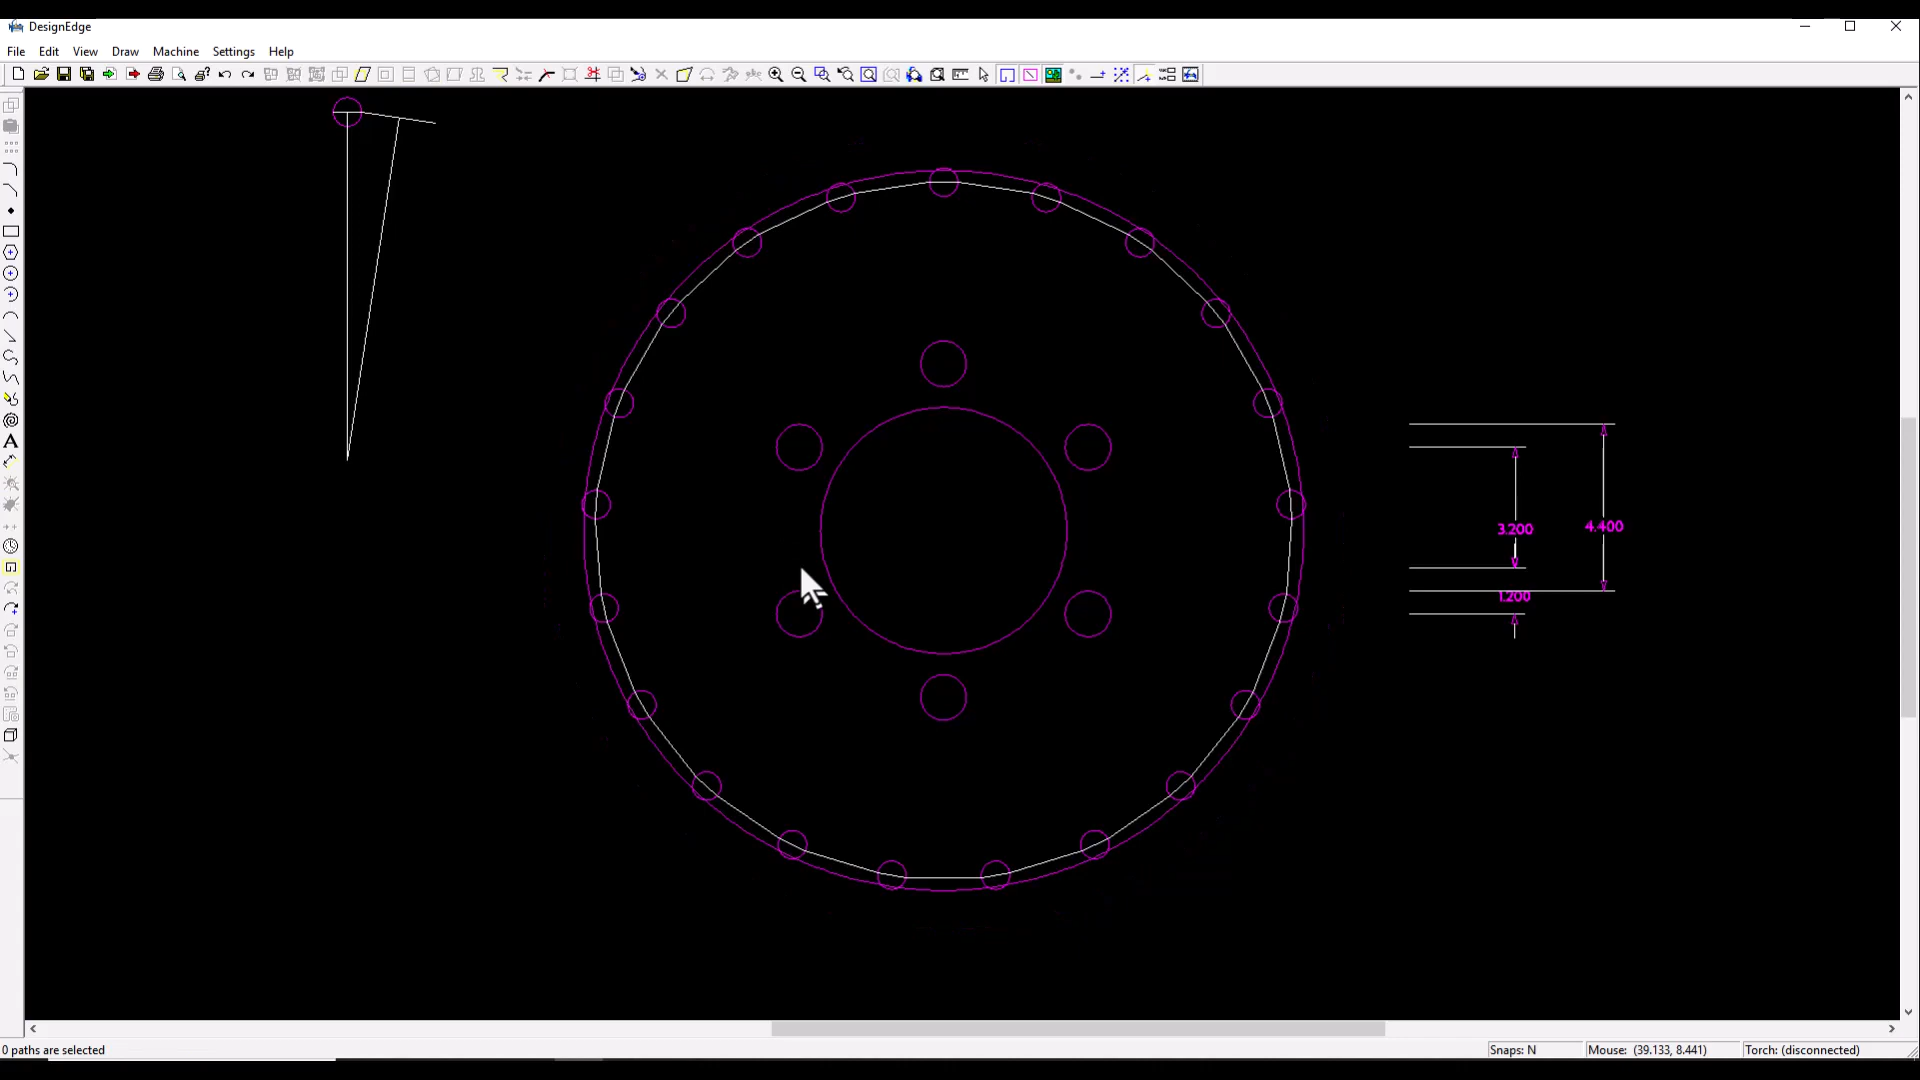 DesignEdge
File Edit View Draw Machine Settings Help
3.200
4.400
1.200
0 paths are selected
Snaps: N
Mouse: (39.133, 8.441)
Torch: (disconnected)